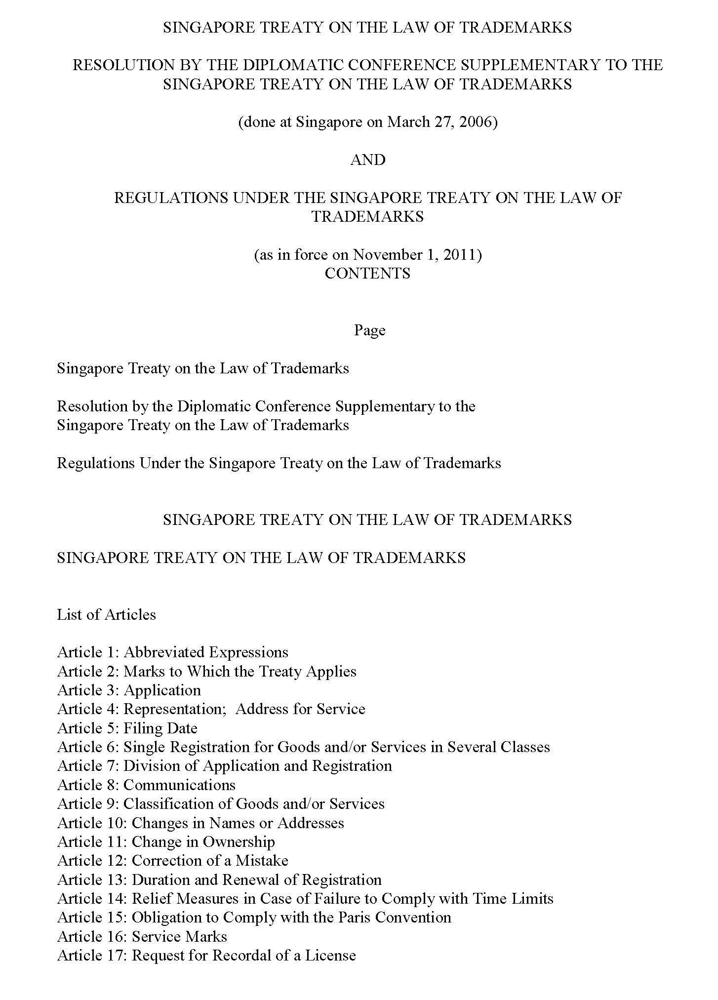 SINGAPORE TREATY ON THE LAW OF TRADEMARKS
RESOLUTION BY THE DIPLOMATIC CONFERENCE SUPPLEMENTARY TO THE
SINGAPORE TREATY ON THE LAW OF TRADEMARKS
(done at Singapore on March 27, 2006)
AND
REGULATIONS UNDER THE SINGAPORE TREATY ON THE LAW OF
TRADEMARKS
(as in force on November 1, 2011)
CONTENTS
Page
Singapore Treaty on the Law of Trademarks
Resolution by the Diplomatic Conference Supplementary to the
Singapore Treaty on the Law of Trademarks
Regulations Under the Singapore Treaty on the Law of Trademarks
SINGAPORE TREATY ON THE LAW OF TRADEMARKS
SINGAPORE TREATY ON THE LAW OF TRADEMARKS
List of Articles
Article 1: Abbreviated Expressions
Article 2: Marks to Which the Treaty Applies
Article 3: Application
Article 4: Representation;  Address for Service
Article 5: Filing Date
Article 6: Single Registration for Goods and/or Services in Several Classes
Article 7: Division of Application and Registration
Article 8: Communications
Article 9: Classification of Goods and/or Services
Article 10: Changes in Names or Addresses
Article 11: Change in Ownership
Article 12: Correction of a Mistake
Article 13: Duration and Renewal of Registration
Article 14: Relief Measures in Case of Failure to Comply with Time Limits
Article 15: Obligation to Comply with the Paris Convention
Article 16: Service Marks
Article 17: Request for Recordal of a License